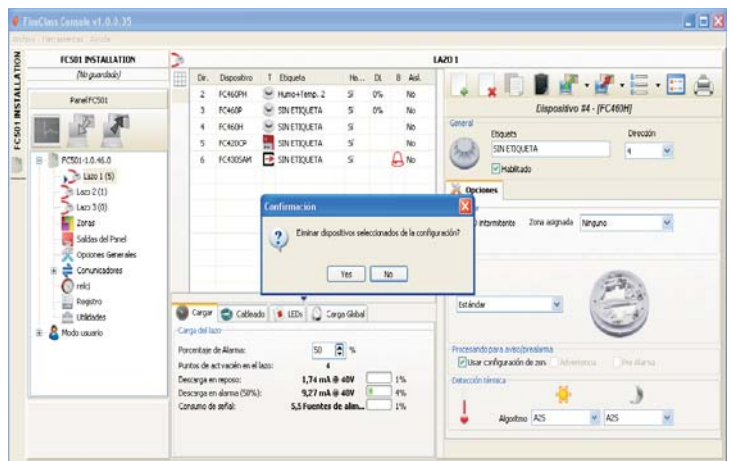 FireClass Console v1.0.0.35
Archivo Herramientas Ayuda
FC501 INSTALLATION
FC501 INSTALLATION
(No guardado)
Panel FC501
FC501-1.0.46.0
Lazo 1 (5)
Lazo 2 (1)
Lazo 3 (0)
Zonas
Salidas del Panel
Opciones Generales
Comunicadores
reloj
Registro
Utilidades
Modo usuario
LAZO 1
Dir. Dispositivo T Etiqueta Ha... DL B Aisl.
2 FC460PH Humo+Temp. 2 Sí 0% No
3 FC460P SIN ETIQUETA Sí 0% No
4 FC460H SIN ETIQUETA Sí No
5 FC420CP SIN ETIQUETA Sí No
6 FC430SAM SIN ETIQUETA Sí No
Confirmación
Eliminar dispositivos seleccionados de la configuración?
Yes No
Cargar Cableado LEDs Carga Global
Carga del lazo
Porcentaje de Alarma: 50 %
Puntos de activación en el lazo: 4
Descarga en reposo: 1,74 mA @ 40V 1%
Descarga en alarma (50%): 9,27 mA @ 40V 4%
Consumo de señal: 5,5 Fuentes de alim... 1%
Dispositivo #4 - [FC460H]
General
Etiqueta Dirección
SIN ETIQUETA 4
Habilitado
Opciones
intermitente Zona asignada Ninguno
Estándar
Procesando para aviso/prealarma
Usar configuración de zon. Advertencia Pre Alarma
Detección térmica
Algoritmo A2S A2S